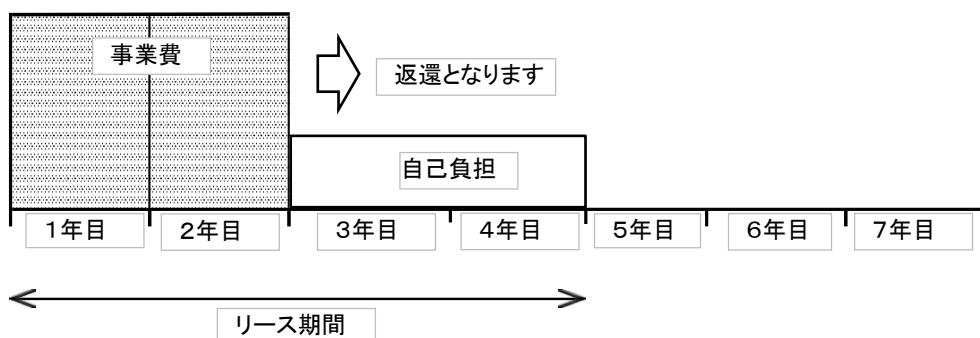 事業費
返還となります
自己負担
1年目
2年目
3年目
4年目
5年目
6年目
7年目
リース期間